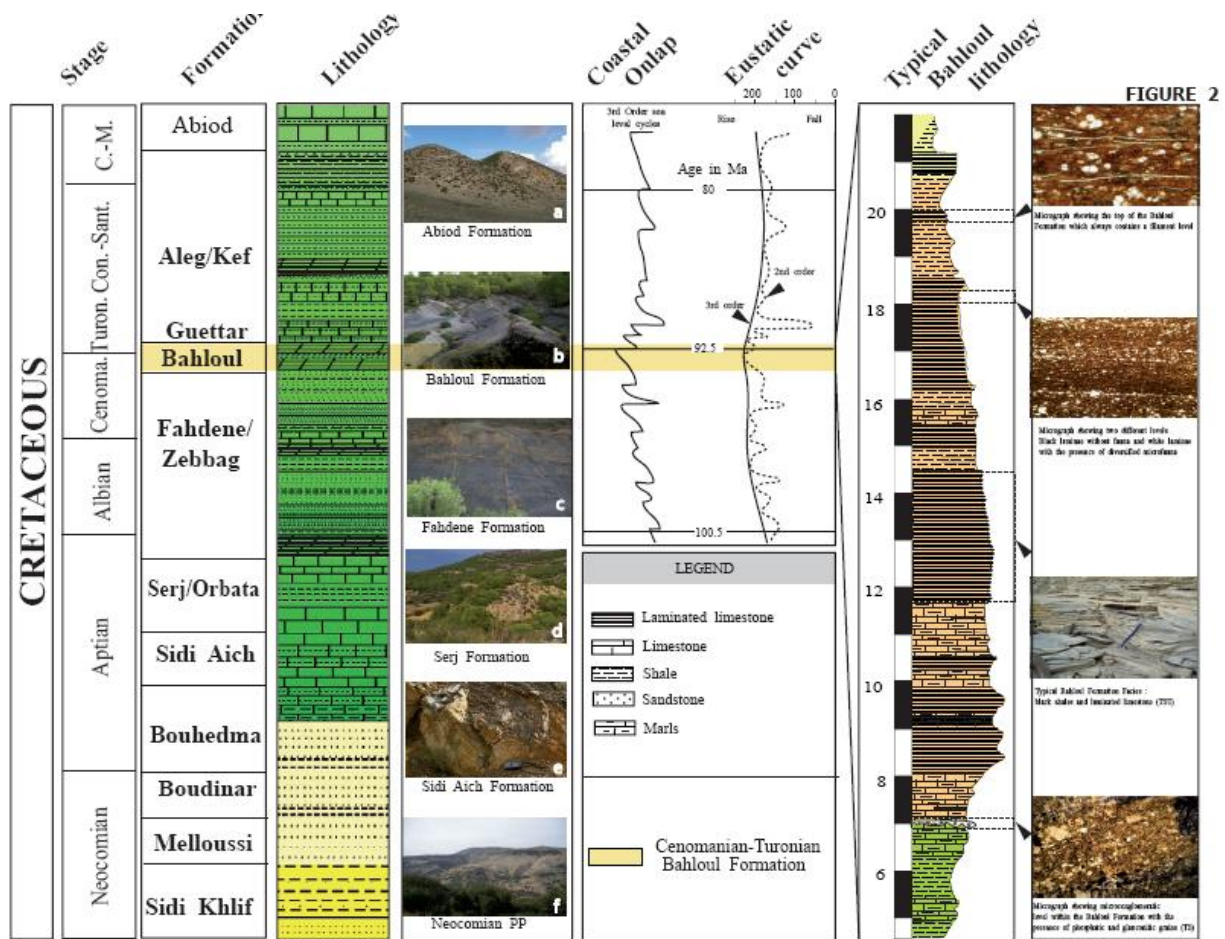 Stage
Formation
Lithology
Coastal
Onlap
Eustatic
curve
Typical
Bahloul
lithology
FIGURE 2
CRETACEOUS
C.-M.
Con.-Sant.
Turon.
Cenoma.
Albian
Aptian
Neocomian
Abiod
Aleg/Kef
Guettar
Bahloul
Fahdene/
Zebbag
Serj/Orbata
Sidi Aich
Bouhedma
Boudinar
Melloussi
Sidi Khlif
a
Abiod Formation
b
Bahloul Formation
c
Fahdene Formation
d
Serj Formation
e
Sidi Aich Formation
f
Neocomian PP
3rd Order sea
level cycles
200 100 0
Rise Fall
Age in Ma
80
2nd order
3rd order
92.5
100.5
LEGEND
Laminated limestone
Limestone
Shale
Sandstone
Marls
Cenomanian-Turonian
Bahloul Formation
20
18
16
14
12
10
8
6
Micrograph showing the top of the Bahloul
Formation which always contains a filament level
Micrograph showing two different levels:
Black laminae without fauna and white laminae
with the presence of diversified microfauna
Typical Bahloul Formation Facies :
black shales and laminated limestone (TST)
Micrograph showing microconglomeratic
level within the Bahloul Formation with the
presence of phosphatic and glauconitic grains